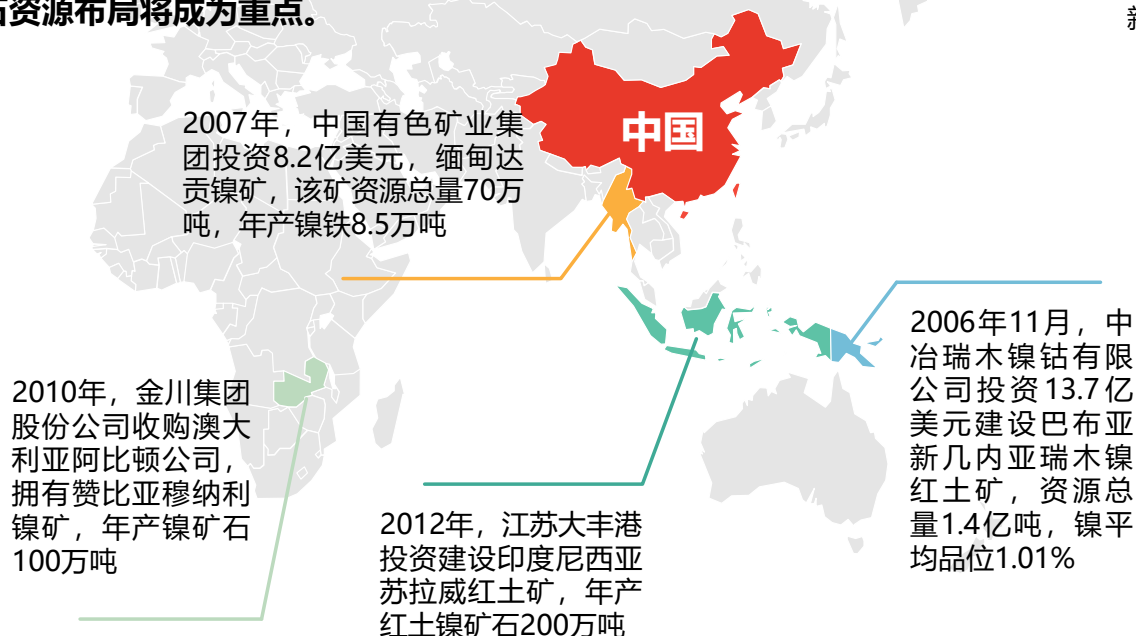 石资源布局将成为重点。
新
中国
2007年，中国有色矿业集
团投资8.2亿美元，缅甸达
贡镍矿，该矿资源总量70万
吨，年产镍铁8.5万吨
2006年11月，中
冶瑞木镍钴有限
公司投资13.7亿
美元建设巴布亚
新几内亚瑞木镍
红土矿，资源总
量1.4亿吨，镍平
均品位1.01%
2010年，金川集团
股份公司收购澳大
利亚阿比顿公司，
拥有赞比亚穆纳利
镍矿，年产镍矿石
100万吨
2012年，江苏大丰港
投资建设印度尼西亚
苏拉威红土矿，年产
红土镍矿石200万吨